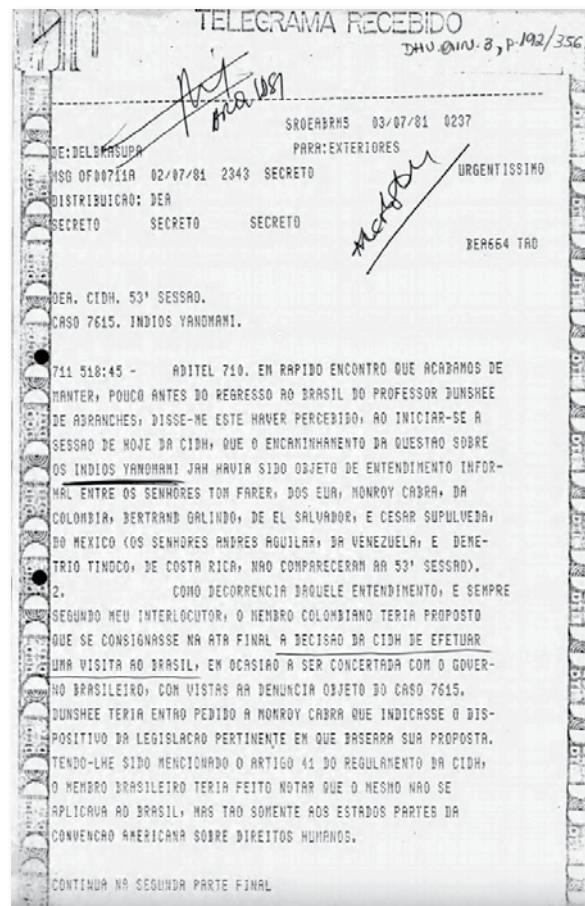 TELEGRAMA RECEBIDO
DHU. 3, p. 192/356
1981
SROEABRM5 03/07/81 0237
DE:DELBRASUPA PARA:EXTERIORES
MSG OF00711A 02/07/81 2343 SECRETO URGENTISSIMO
DISTRIBUICAO: DEA
SECRETO SECRETO SECRETO
BEA664 TAD
DEA. CIDH. 53' SESSAO.
CASO 7615. INDIOS YANOMAMI.
711 518:45 - ADITEL 710. EM RAPIDO ENCONTRO QUE ACABAMOS DE
MANTER, POUCO ANTES DO REGRESSO AO BRASIL DO PROFESSOR DUNSHEE
DE ABRANCHES, DISSE-ME ESTE HAVER PERCEBIDO, AO INICIAR-SE A
SESSAO DE HOJE DA CIDH, QUE O ENCAMINHAMENTO DA QUESTAO SOBRE
OS INDIOS YANOMAMI JAH HAVIA SIDO OBJETO DE ENTENDIMENTO INFOR-
MAL ENTRE OS SENHORES TOM FARER, DOS EUA, MONROY CABRA, DA
COLOMBIA, BERTRAND GALINDO, DE EL SALVADOR, E CESAR SUPULVEDA,
DO MEXICO (OS SENHORES ANDRES AGUILAR, DA VENEZUELA, E DEME-
TRIO TINOCO, DE COSTA RICA, NAO COMPARECERAM AA 53' SESSAO).
2. COMO DECORRENCIA DAQUELE ENTENDIMENTO, E SEMPRE
SEGUNDO MEU INTERLOCUTOR, O MEMBRO COLOMBIANO TERIA PROPOSTO
QUE SE CONSIGNASSE NA ATA FINAL A DECISAO DA CIDH DE EFETUAR
UMA VISITA AO BRASIL, EM OCASIAO A SER CONCERTADA COM O GOVER-
NO BRASILEIRO, COM VISTAS AA DENUNCIA OBJETO DO CASO 7615.
DUNSHEE TERIA ENTAO PEDIDO A MONROY CABRA QUE INDICASSE O DIS-
POSITIVO DA LEGISLACAO PERTINENTE EM QUE BASEARA SUA PROPOSTA.
TENDO-LHE SIDO MENCIONADO O ARTIGO 41 DO REGULAMENTO DA CIDH,
O MEMBRO BRASILEIRO TERIA FEITO NOTAR QUE O MESMO NAO SE
APLICAVA AO BRASIL, MAS TAO SOMENTE AOS ESTADOS PARTES DA
CONVENCAO AMERICANA SOBRE DIREITOS HUMANOS.
CONTINUA NA SEGUNDA PARTE FINAL